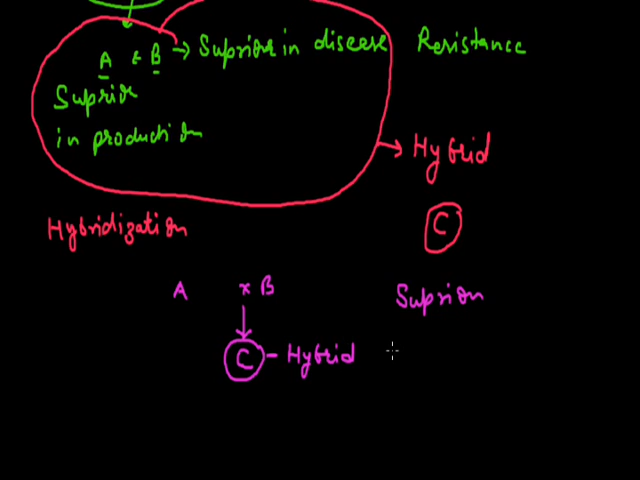 A & B → Suprior in disease Resistance
Suprior
in production
→ Hybrid
Hybridization
C
A x B
Suprior
C - Hybrid